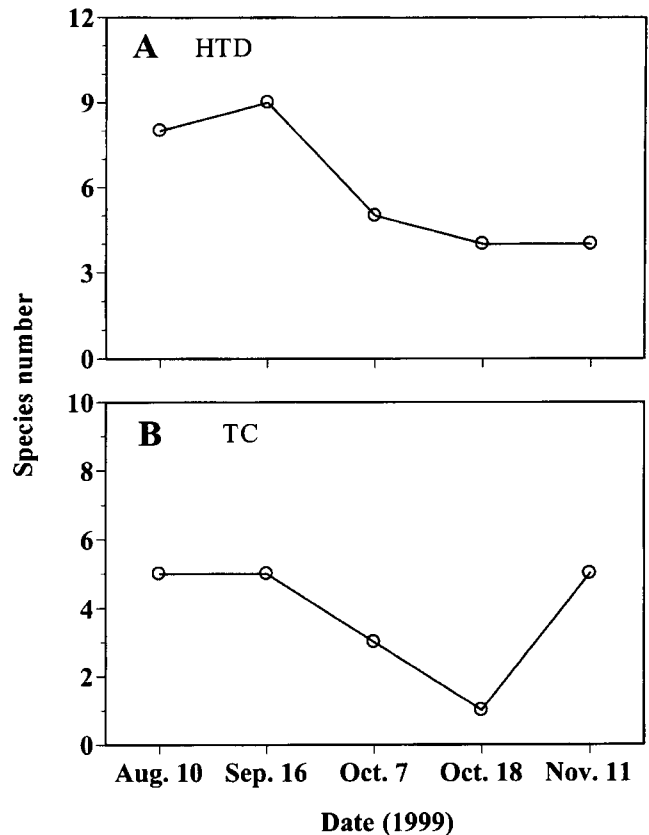 12
A HTD
9
6
3
0
Species number
10
B TC
8
6
4
2
0
Aug. 10 Sep. 16 Oct. 7 Oct. 18 Nov. 11
Date (1999)